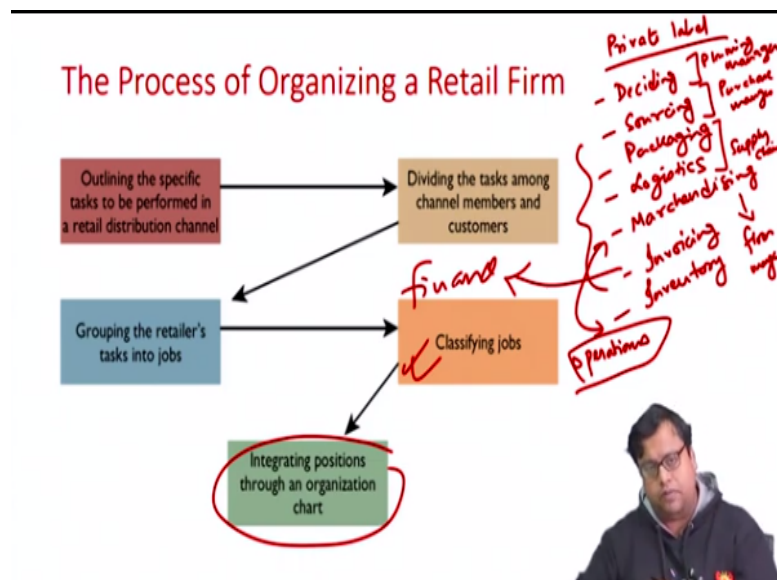 The Process of Organizing a Retail Firm
Outlining the specific
tasks to be performed in
a retail distribution channel
Dividing the tasks among
channel members and
customers
Grouping the retailer's
tasks into jobs
Classifying jobs
Integrating positions
through an organization
chart
Private label
- Deciding
- Sourcing
- Packaging
- Logistics
- Marchandising
- Invoicing
- Inventory
Purchase
Supply
firm
operations